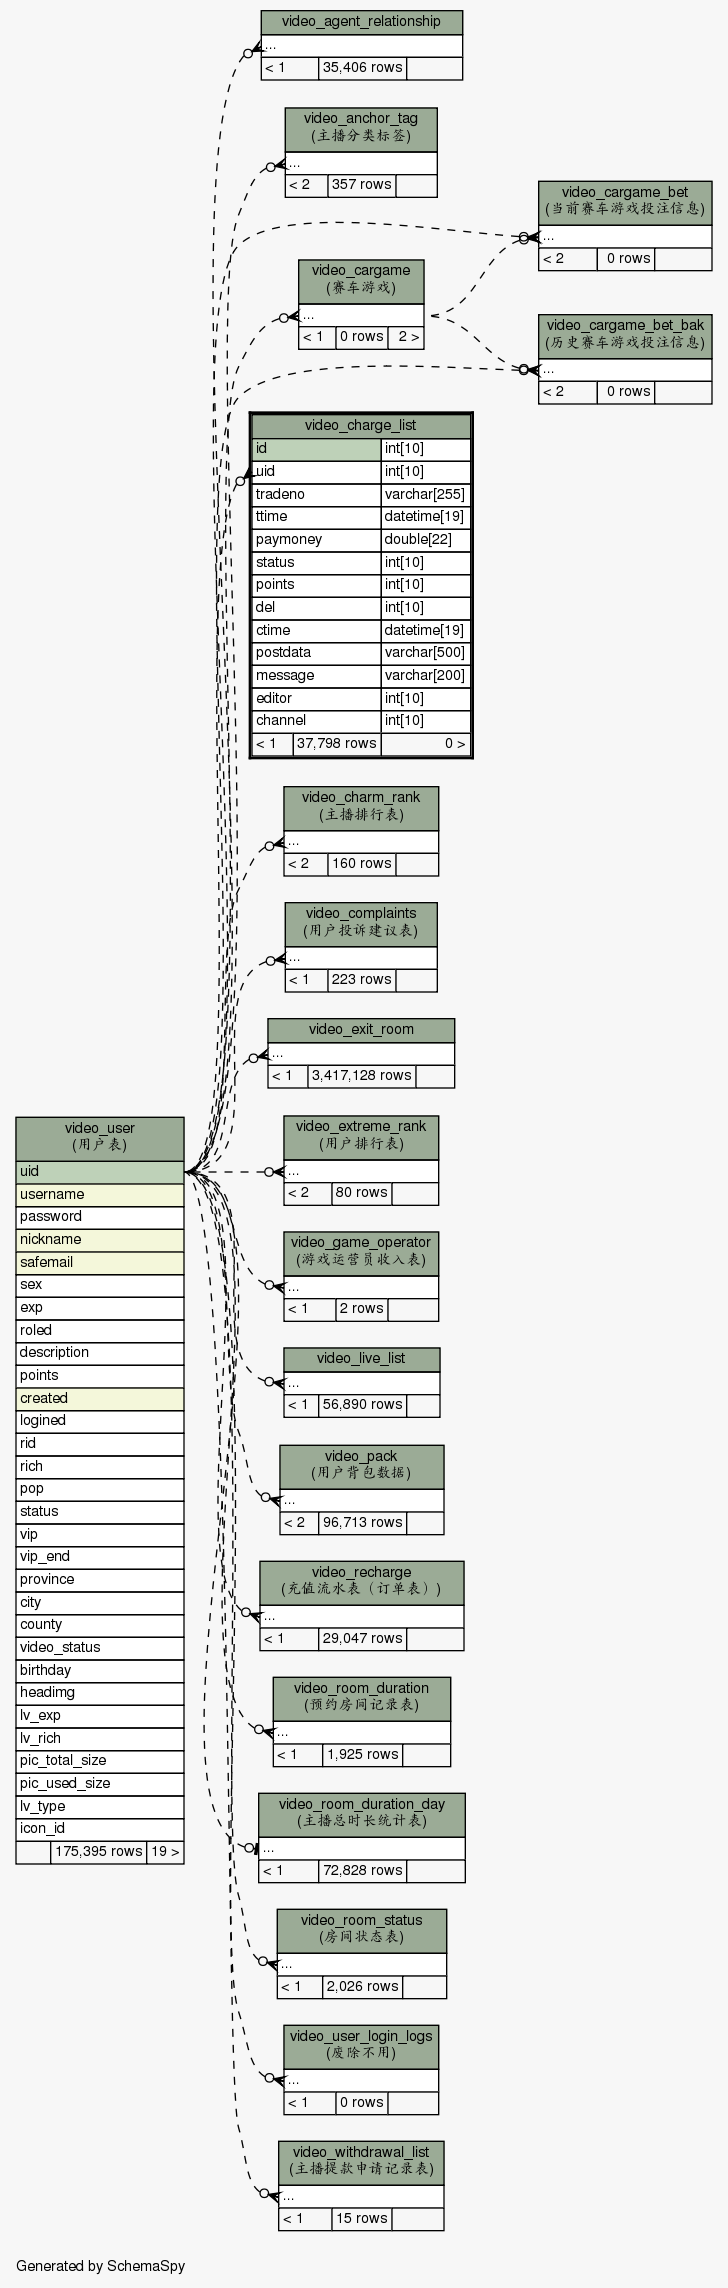 video_agent_relationship
...
< 1 35,406 rows
video_anchor_tag
(主播分类标签)
...
< 2 357 rows
video_cargame_bet
(当前赛车游戏投注信息)
...
< 2 0 rows
video_cargame
(赛车游戏)
...
< 1 0 rows 2 >
video_cargame_bet_bak
(历史赛车游戏投注信息)
...
< 2 0 rows
video_charge_list
id int[10]
uid int[10]
tradeno varchar[255]
ttime datetime[19]
paymoney double[22]
status int[10]
points int[10]
del int[10]
ctime datetime[19]
postdata varchar[500]
message varchar[200]
editor int[10]
channel int[10]
< 1 37,798 rows 0 >
video_charm_rank
(主播排行表)
...
< 2 160 rows
video_complaints
(用户投诉建议表)
...
< 1 223 rows
video_exit_room
...
< 1 3,417,128 rows
video_extreme_rank
(用户排行表)
...
< 2 80 rows
video_game_operator
(游戏运营员收入表)
...
< 1 2 rows
video_live_list
...
< 1 56,890 rows
video_pack
(用户背包数据)
...
< 2 96,713 rows
video_recharge
(充值流水表（订单表）)
...
< 1 29,047 rows
video_room_duration
(预约房间记录表)
...
< 1 1,925 rows
video_room_duration_day
(主播总时长统计表)
...
< 1 72,828 rows
video_room_status
(房间状态表)
...
< 1 2,026 rows
video_user_login_logs
(废除不用)
...
< 1 0 rows
video_withdrawal_list
(主播提款申请记录表)
...
< 1 15 rows
video_user
(用户表)
uid
username
password
nickname
safemail
sex
exp
roled
description
points
created
logined
rid
rich
pop
status
vip
vip_end
province
city
county
video_status
birthday
headimg
lv_exp
lv_rich
pic_total_size
pic_used_size
lv_type
icon_id
175,395 rows 19 >
Generated by SchemaSpy